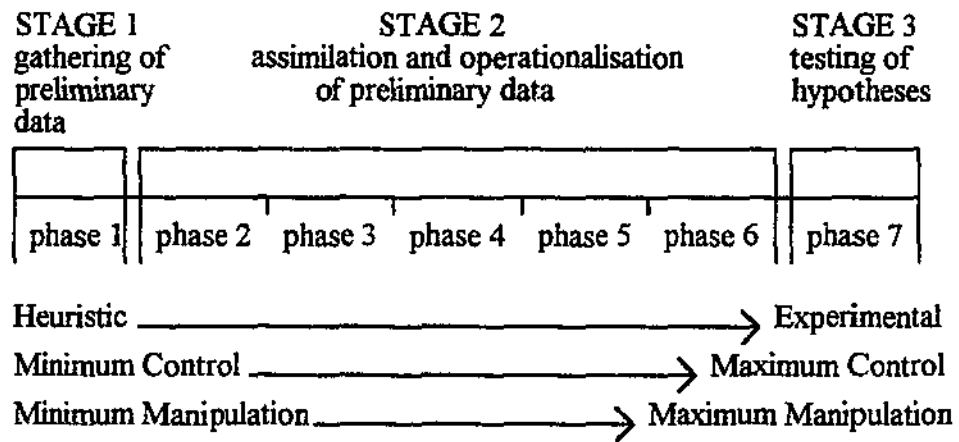 STAGE 1
gathering of
preliminary
data
STAGE 2
assimilation and operationalisation
of preliminary data
STAGE 3
testing of
hypotheses
phase 1 phase 2 phase 3 phase 4 phase 5 phase 6 phase 7
Heuristic Experimental
Minimum Control Maximum Control
Minimum Manipulation Maximum Manipulation